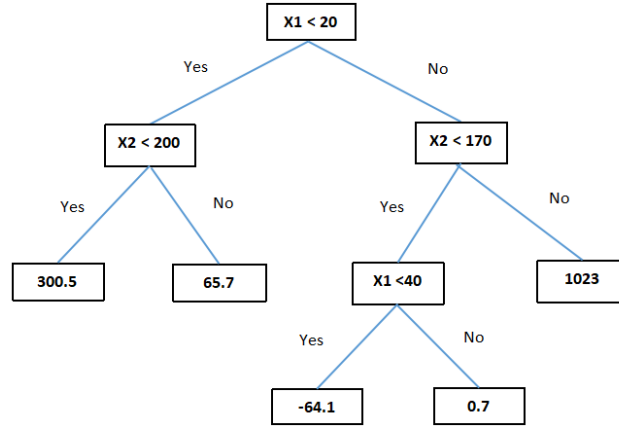 X1 < 20
Yes
No
X2 < 200
X2 < 170
Yes
No
Yes
No
300.5
65.7
X1 <40
1023
Yes
No
-64.1
0.7